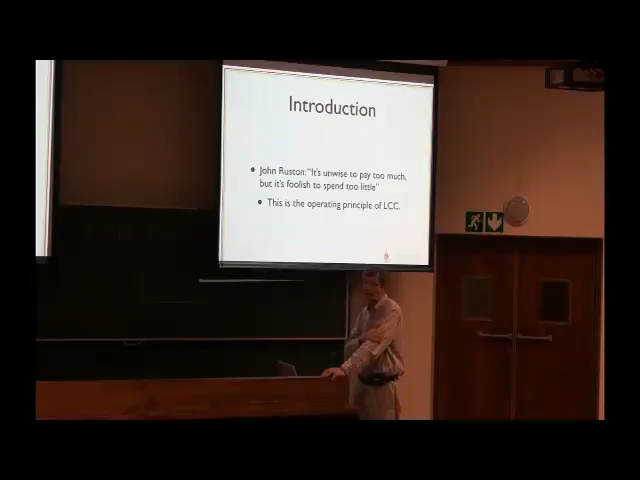 Introduction
John Ruston: "It's unwise to pay too much,
but it's foolish to spend too little"
This is the operating principle of LCC.